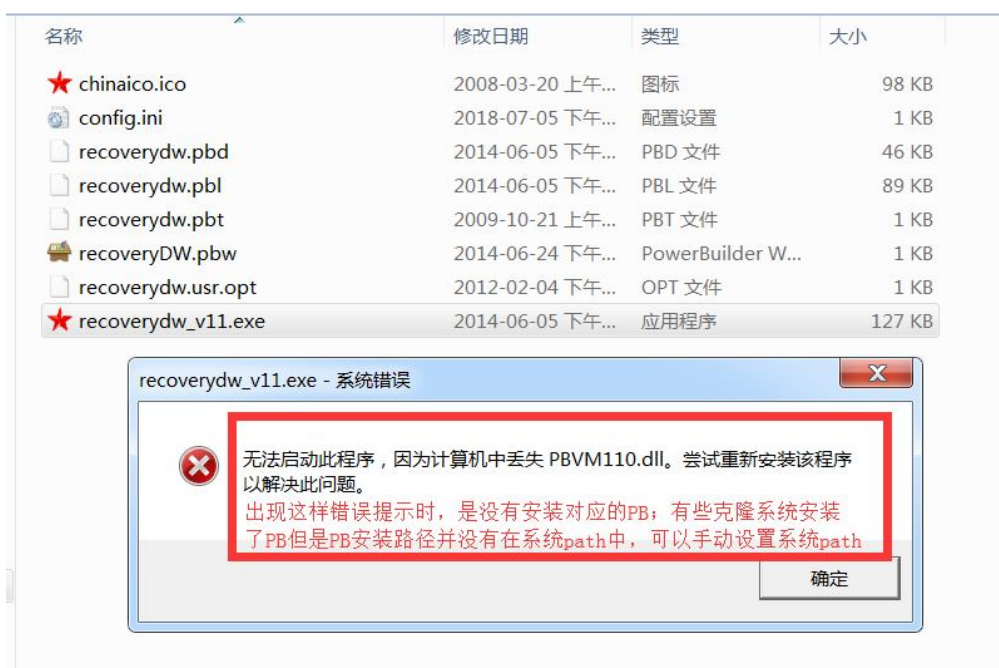 名称 修改日期 类型 大小
chinaico.ico 2008-03-20 上午... 图标 98 KB
config.ini 2018-07-05 下午... 配置设置 1 KB
recoverydw.pbd 2014-06-05 下午... PBD 文件 46 KB
recoverydw.pbl 2014-06-05 下午... PBL 文件 89 KB
recoverydw.pbt 2009-10-21 上午... PBT 文件 1 KB
recoveryDW.pbw 2014-06-24 下午... PowerBuilder W... 1 KB
recoverydw.usr.opt 2012-02-04 下午... OPT 文件 1 KB
recoverydw_v11.exe 2014-06-05 下午... 应用程序 127 KB
recoverydw_v11.exe - 系统错误
无法启动此程序，因为计算机中丢失 PBVM110.dll。尝试重新安装该程序
以解决此问题。
出现这样错误提示时，是没有安装对应的PB；有些克隆系统安装
了PB但是PB安装路径并没有在系统path中，可以手动设置系统path
确定